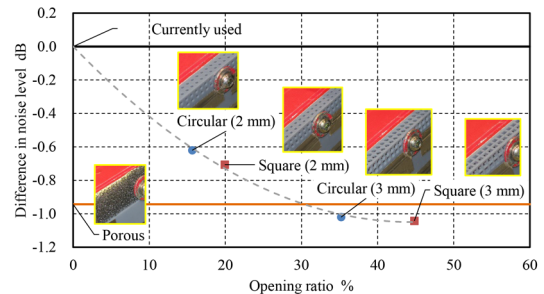 0.2
0.0
-0.2
-0.4
-0.6
-0.8
-1.0
-1.2
Difference in noise level dB
Currently used
Circular (2 mm)
Square (2 mm)
Circular (3 mm)
Square (3 mm)
Porous
0 10 20 30 40 50 60
Opening ratio %